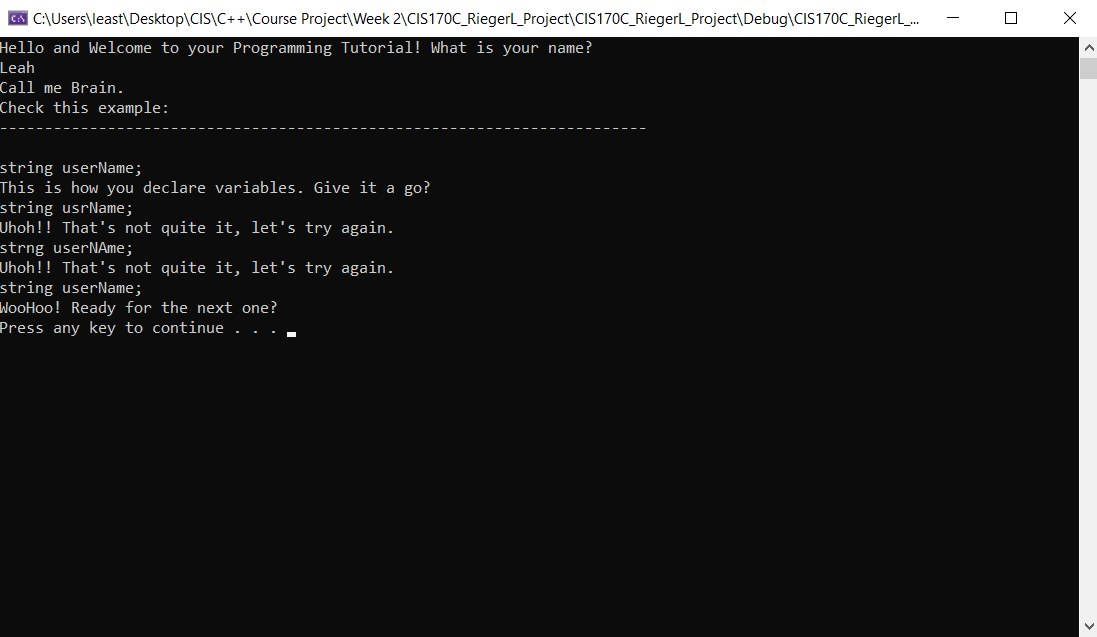 C:\Users\least\Desktop\CIS\C++\Course Project\Week 2\CIS170C_RiegerL_Project\CIS170C_RiegerL_Project\Debug\CIS170C_RiegerL_...
Hello and Welcome to your Programming Tutorial! What is your name?
Leah
Call me Brain.
Check this example:
------------------------------------------------------------------------
string userName;
This is how you declare variables. Give it a go?
string usrName;
Uhoh!! That's not quite it, let's try again.
strng userNAme;
Uhoh!! That's not quite it, let's try again.
string userName;
WooHoo! Ready for the next one?
Press any key to continue . . .